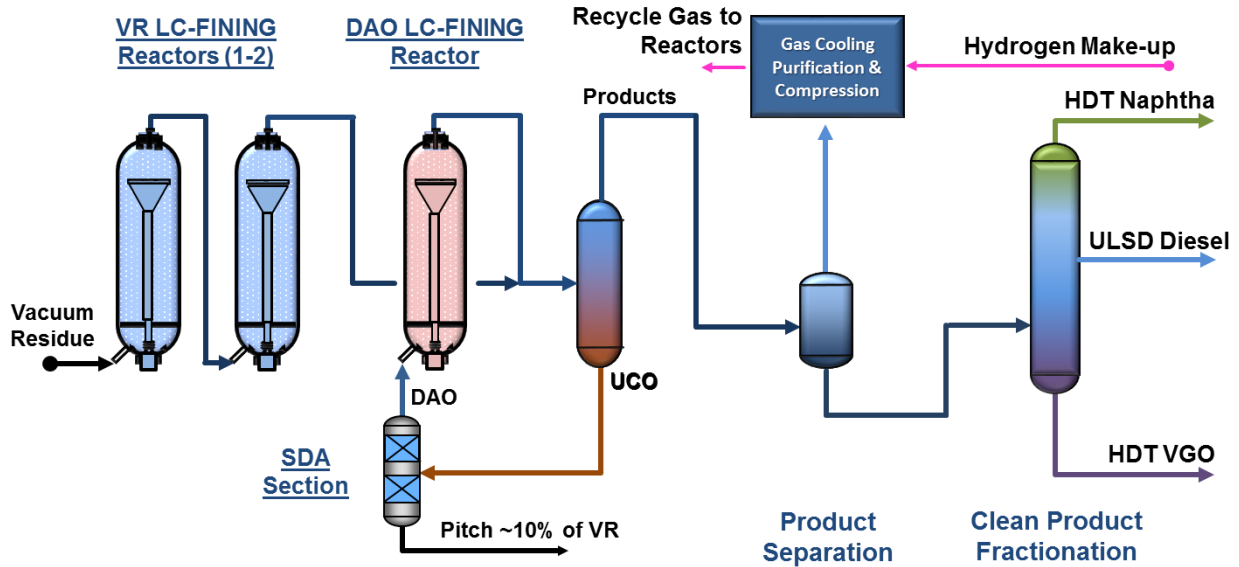 VR LC-FINING
Reactors (1-2)
DAO LC-FINING
Reactor
Recycle Gas to
Reactors
Gas Cooling
Purification &
Compression
Hydrogen Make-up
HDT Naphtha
Products
ULSD Diesel
Vacuum
Residue
UCO
DAO
SDA
Section
HDT VGO
Pitch ~10% of VR
Product
Separation
Clean Product
Fractionation